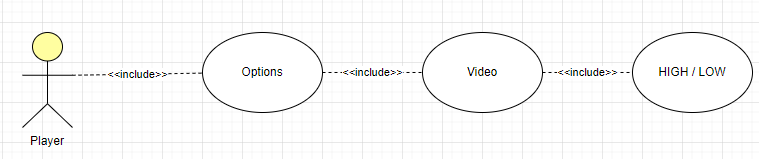 <<include>>
Options
<<include>>
Video
<<include>>
HIGH / LOW
Player